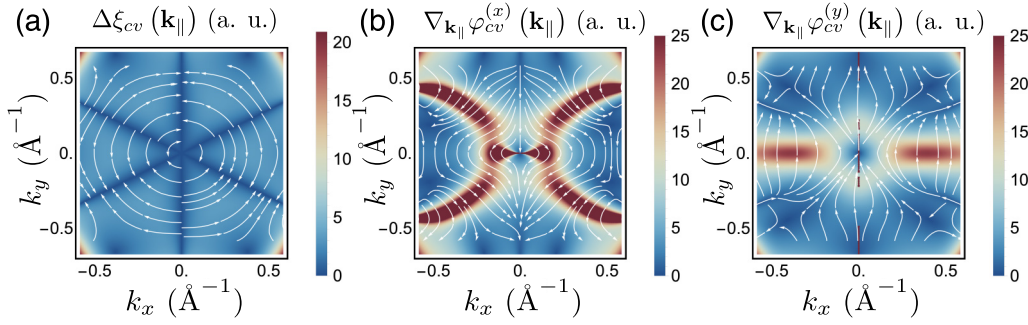 (a) Δξ_cv (k_∥) (a. u.)
0.5
0.
−0.5
−0.5 0. 0.5
k_y (Å⁻¹)
k_x (Å⁻¹)
20
15
10
5
0
(b) ∇_k∥ φ_cv^(x) (k_∥) (a. u.)
0.5
0.
−0.5
−0.5 0. 0.5
k_y (Å⁻¹)
k_x (Å⁻¹)
25
20
15
10
5
0
(c) ∇_k∥ φ_cv^(y) (k_∥) (a. u.)
0.5
0.
−0.5
−0.5 0. 0.5
k_y (Å⁻¹)
k_x (Å⁻¹)
25
20
15
10
5
0